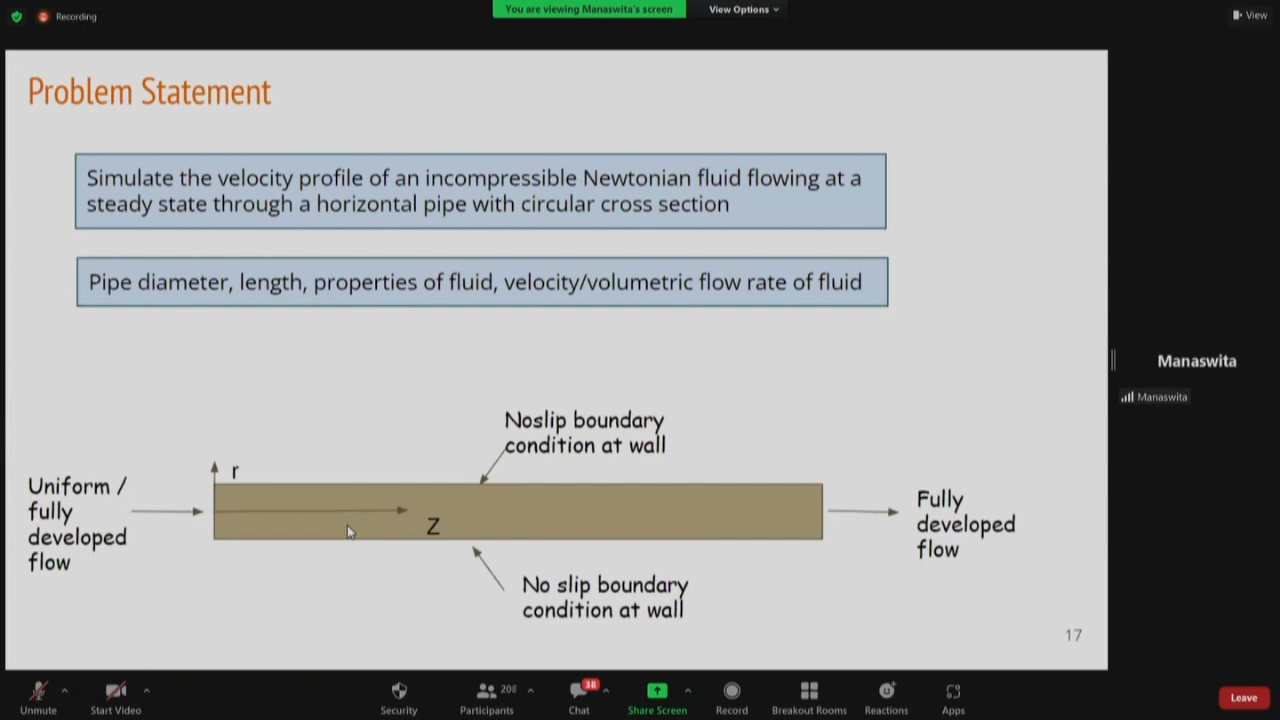 Recording
You are viewing Manaswita's screen
View Options
View
Problem Statement
Simulate the velocity profile of an incompressible Newtonian fluid flowing at a
steady state through a horizontal pipe with circular cross section
Pipe diameter, length, properties of fluid, velocity/volumetric flow rate of fluid
Noslip boundary
condition at wall
r
Uniform /
fully
developed
flow
Z
Fully
developed
flow
No slip boundary
condition at wall
17
Manaswita
Manaswita
Unmute
Start Video
Security
Participants
208
Chat
38
Share Screen
Record
Breakout Rooms
Reactions
Apps
Leave